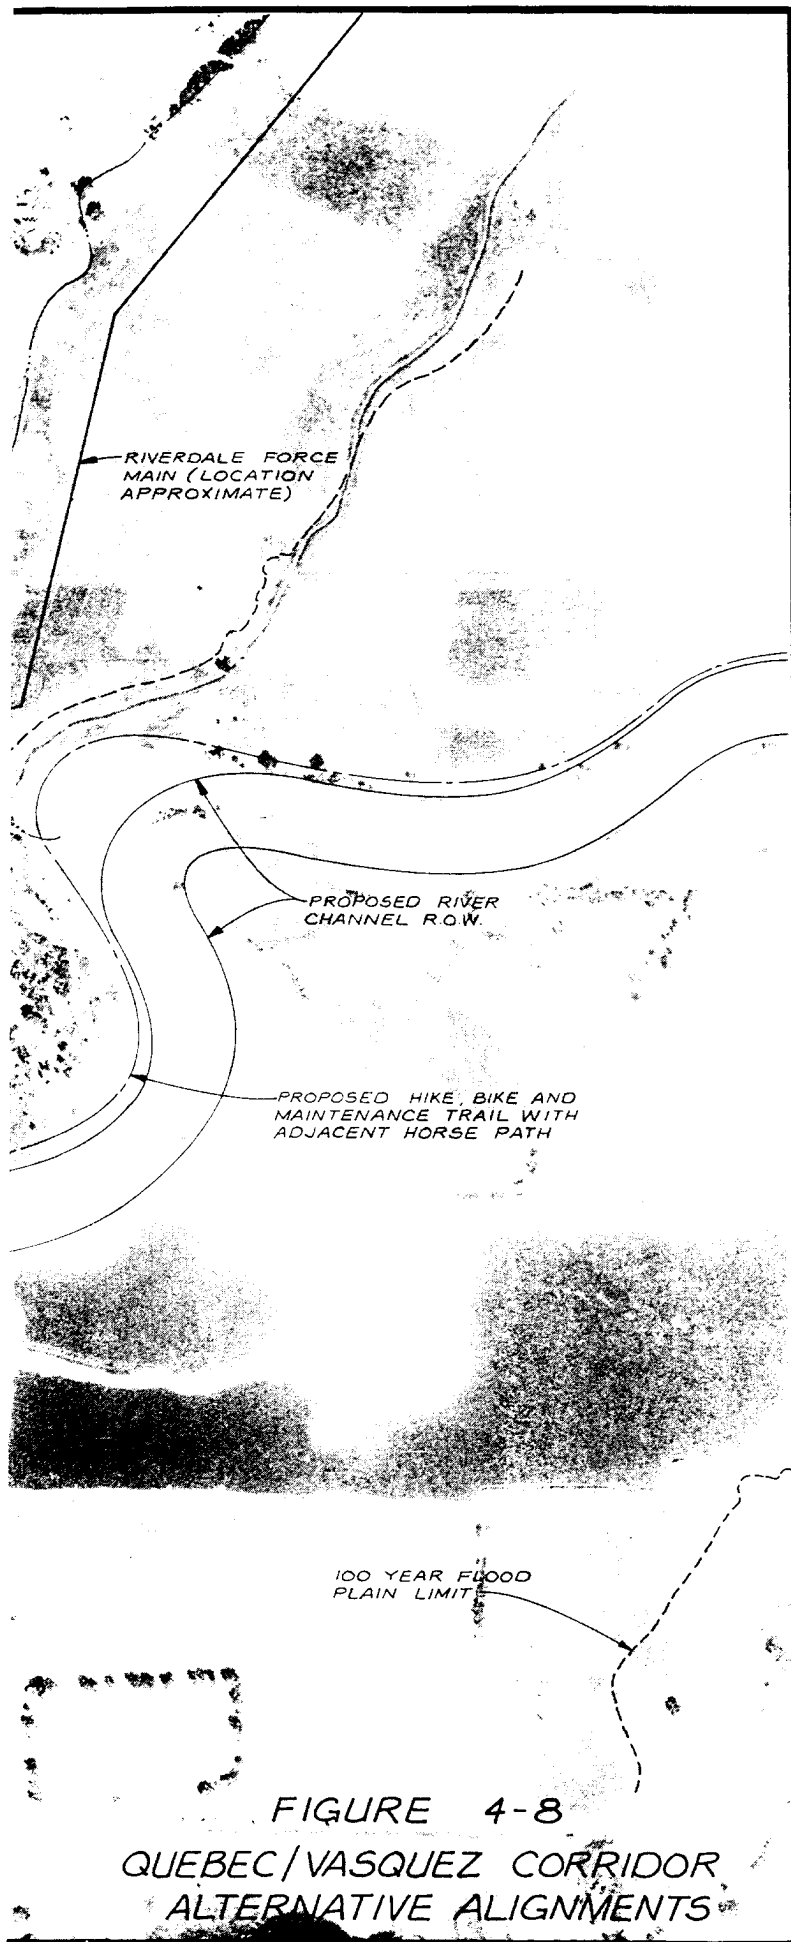 RIVERDALE FORCE
MAIN (LOCATION
APPROXIMATE)
PROPOSED RIVER
CHANNEL R.O.W.
PROPOSED HIKE, BIKE AND
MAINTENANCE TRAIL WITH
ADJACENT HORSE PATH
100 YEAR FLOOD
PLAIN LIMIT
FIGURE 4-8
QUEBEC/VASQUEZ CORRIDOR
ALTERNATIVE ALIGNMENTS